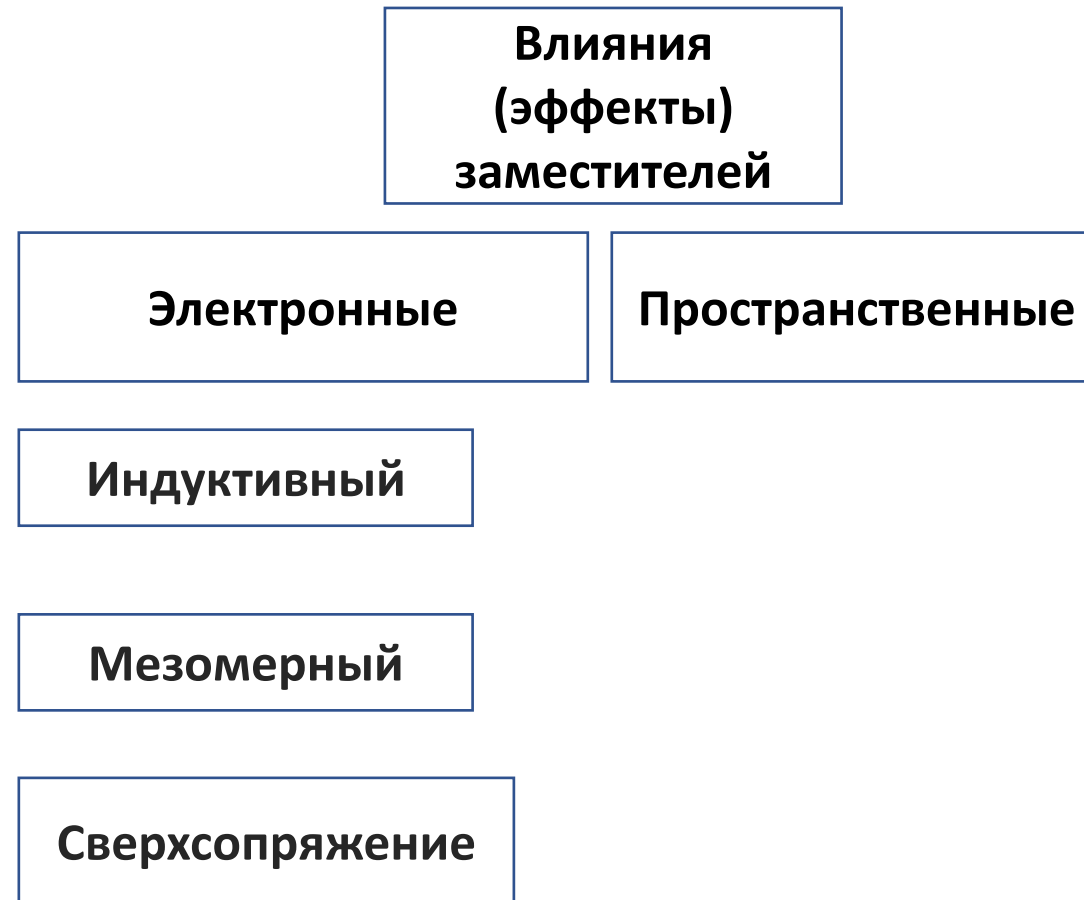 Влияния
(эффекты)
заместителей
Электронные
Пространственные
Индуктивный
Мезомерный
Сверхсопряжение